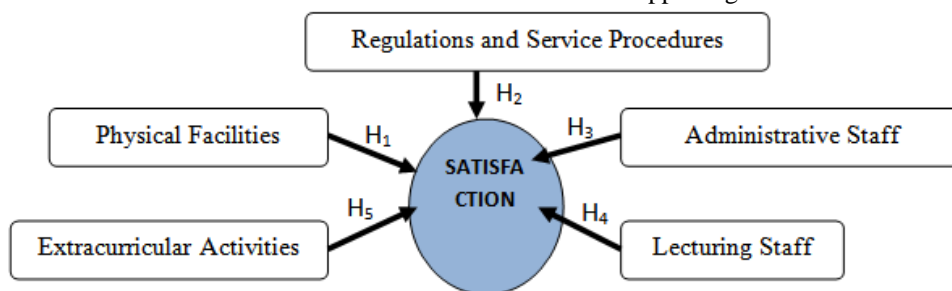 Regulations and Service Procedures
H2
Physical Facilities
H1
H3
Administrative Staff
SATISFA
CTION
Extracurricular Activities
H5
H4
Lecturing Staff